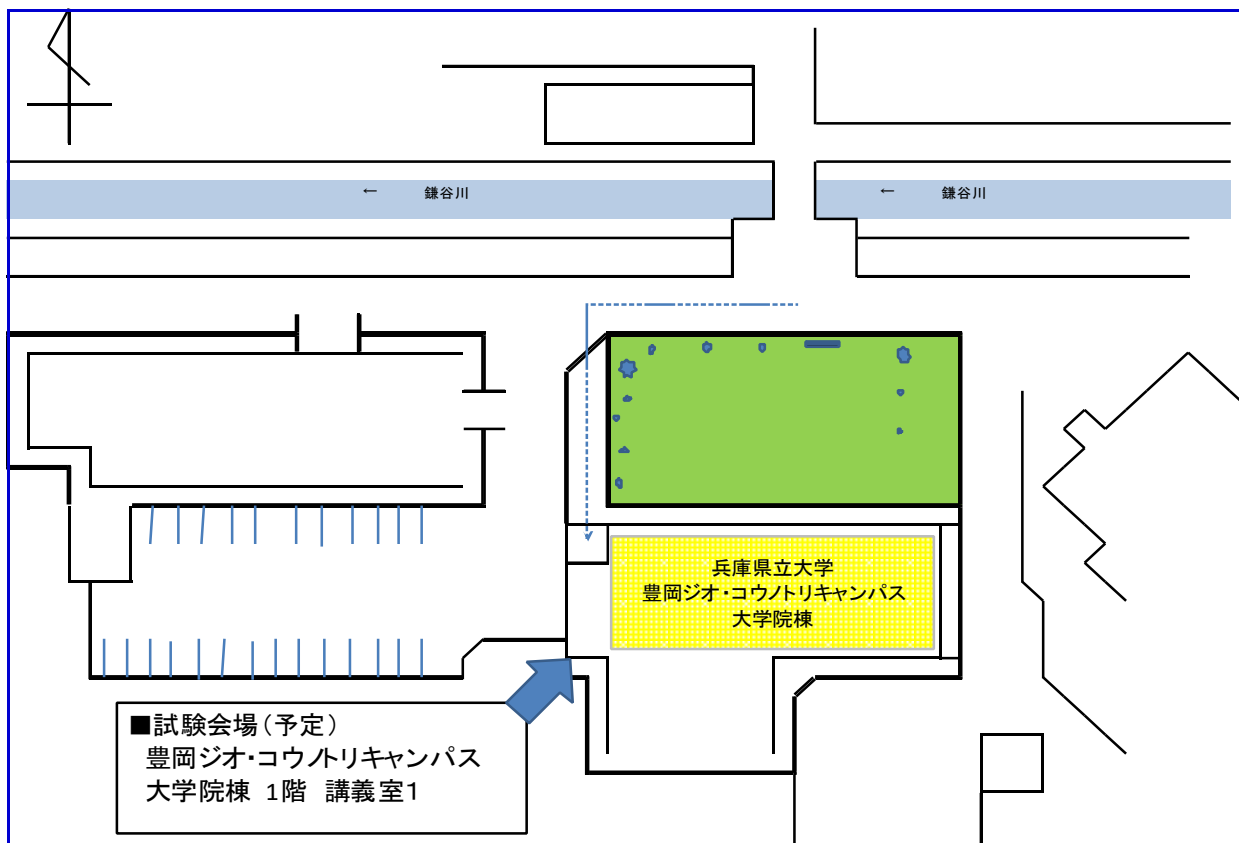 ← 鎌谷川
← 鎌谷川
兵庫県立大学
豊岡ジオ・コウノトリキャンパス
大学院棟
■試験会場（予定）
豊岡ジオ・コウノトリキャンパス
大学院棟 1階 講義室1